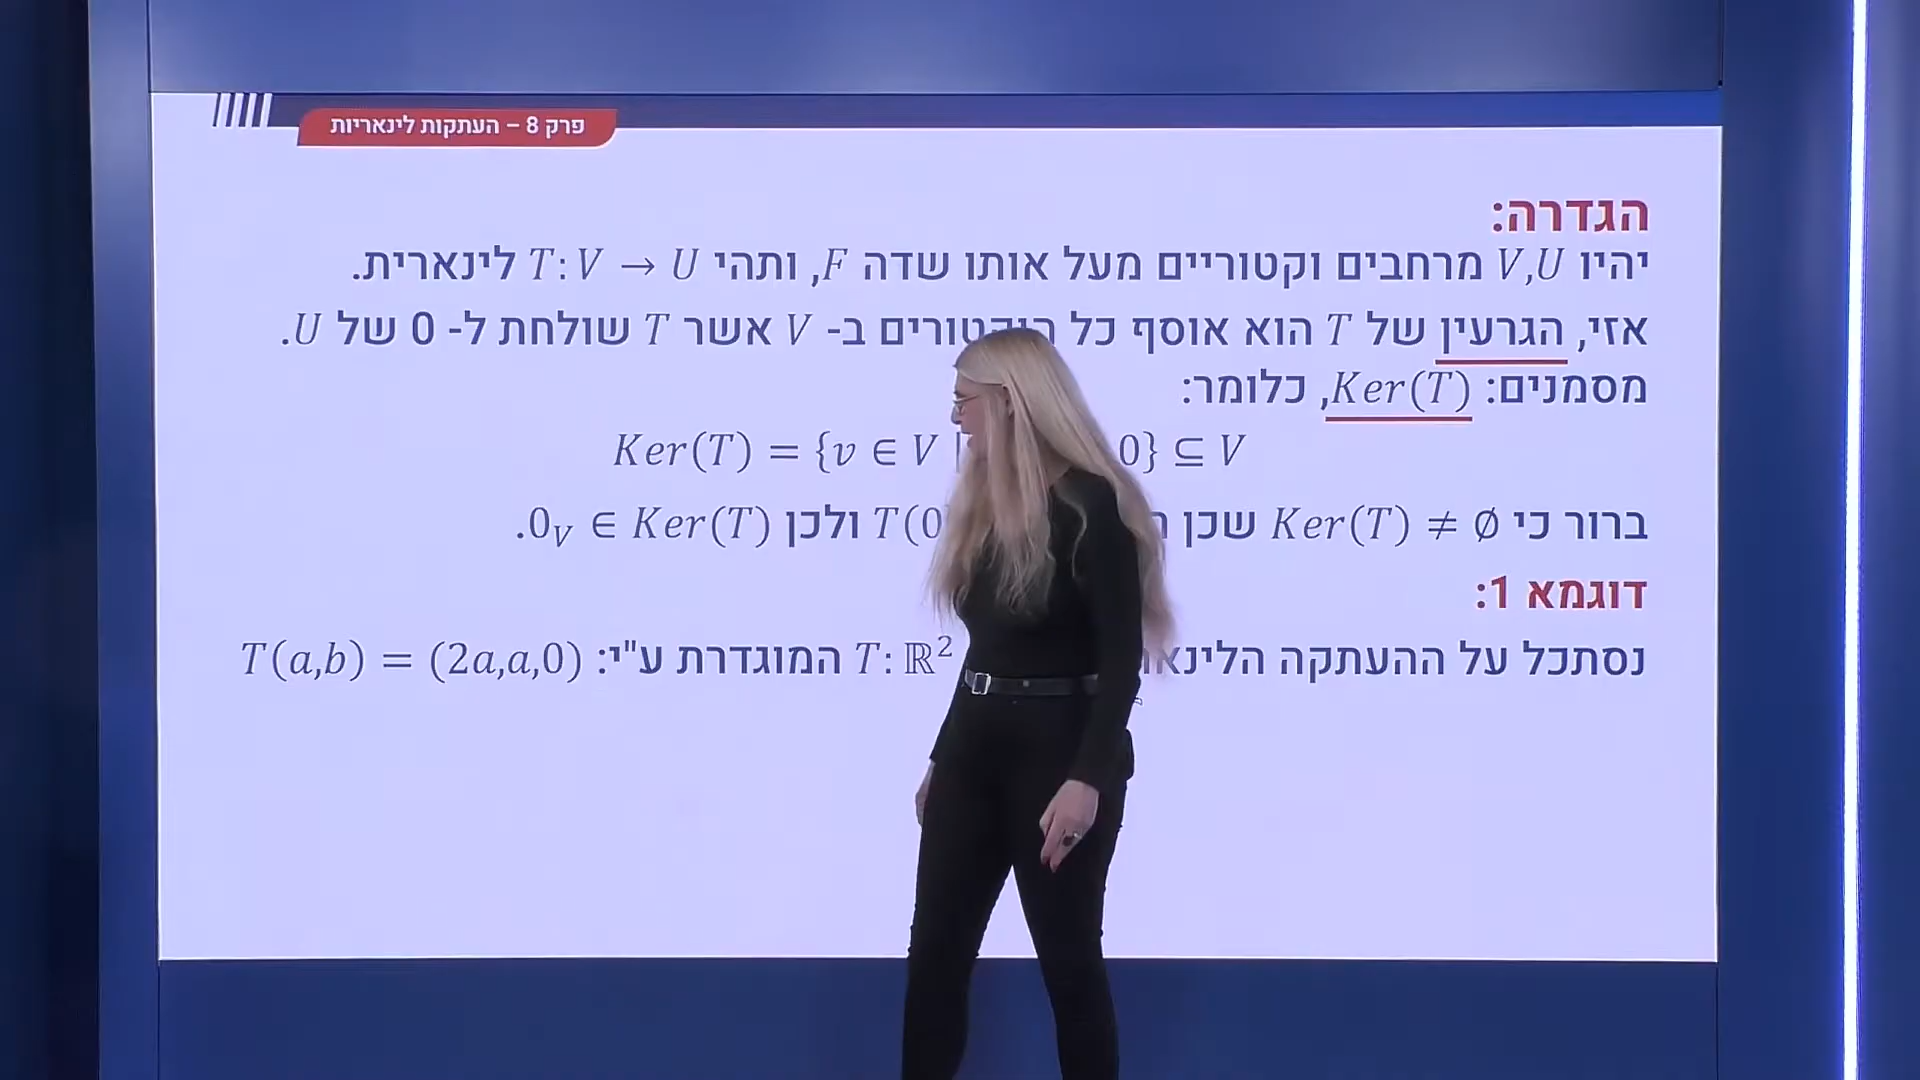 פרק 8 – העתקות לינאריות
הגדרה:
יהיו V,U מרחבים וקטוריים מעל אותו שדה F, ותהי T: V → U לינארית.
אזי, הגרעין של T הוא אוסף כל ב- V אשר T שולחת ל- 0 של U.
מסמנים: Ker(T), כלומר:
Ker(T) = {v ∈ V | 0} ⊆ V
ברור כי Ker(T) ≠ ∅ שכן T(0 ולכן 0_V ∈ Ker(T).
דוגמא 1:
נסתכל על ההעתקה T: ℝ² המוגדרת ע"י: T(a,b) = (2a,a,0)